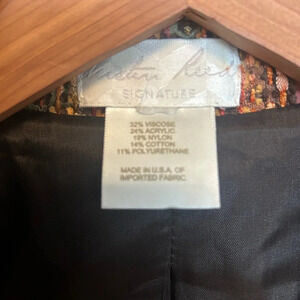 SIGNATURE
32% VISCOSE
24% ACRYLIC
19% NYLON
14% COTTON
11% POLYURETHANE
MADE IN U.S.A. OF
IMPORTED FABRIC